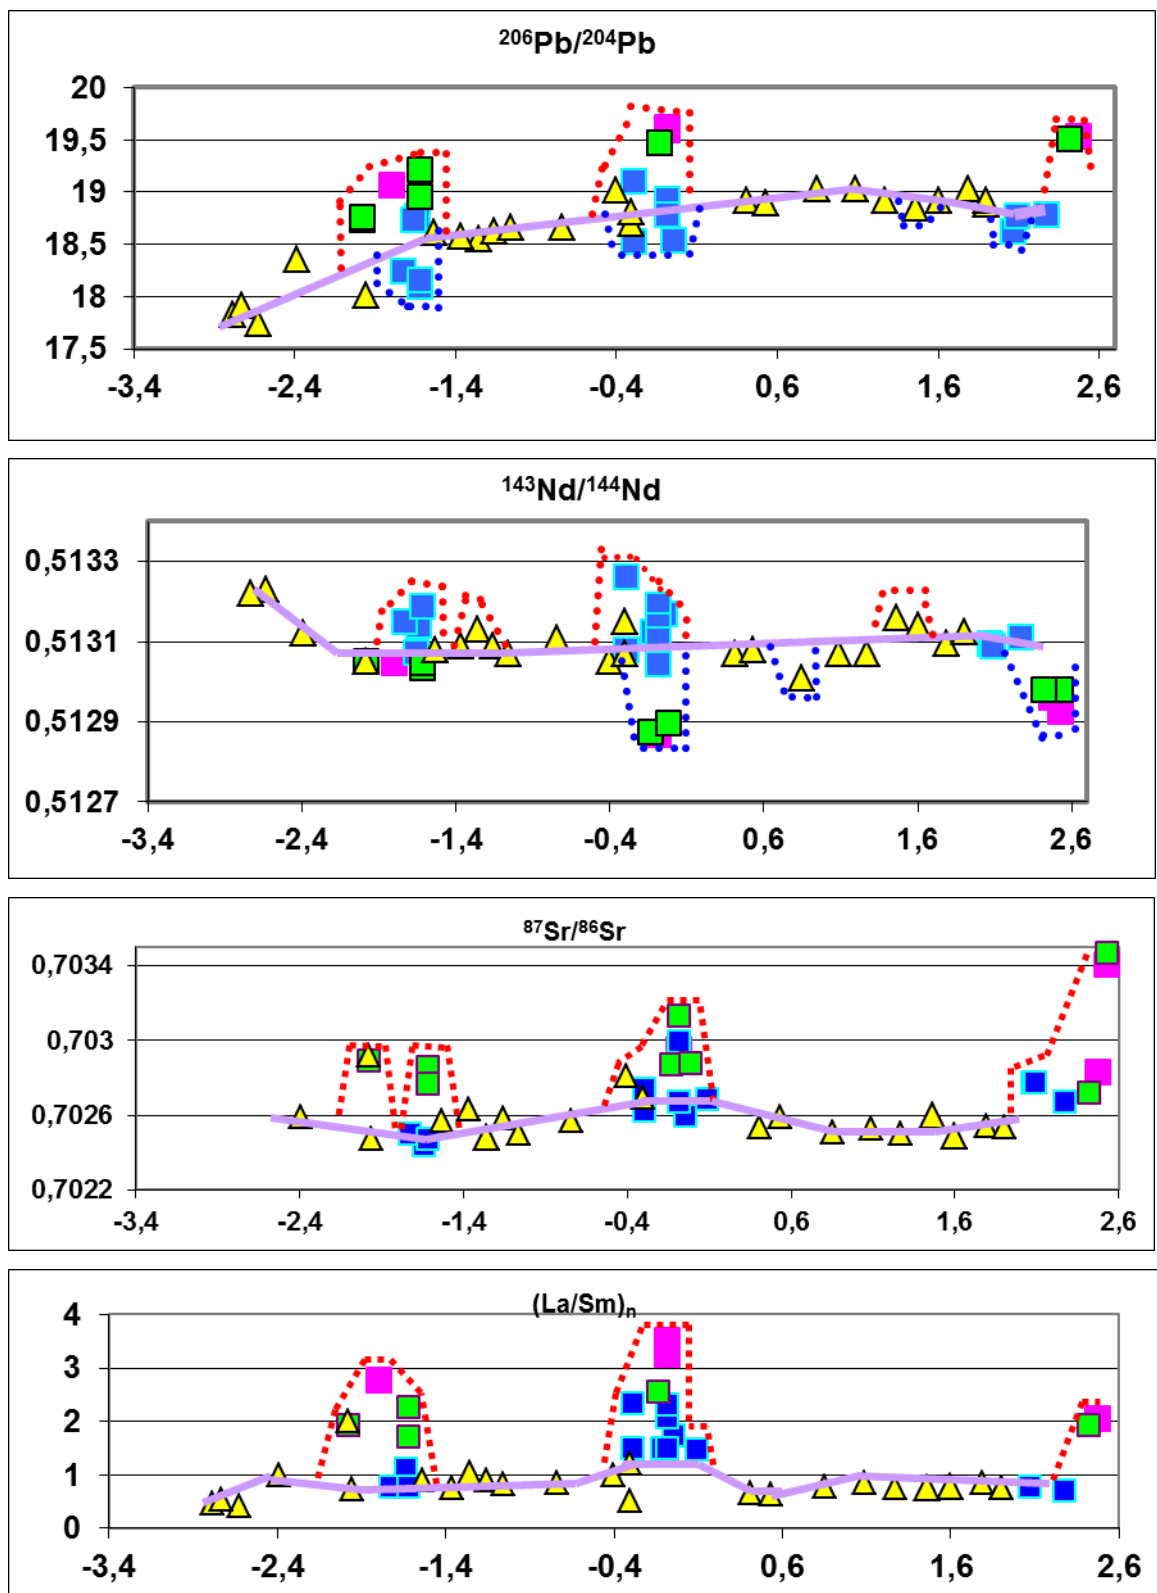 ²⁰⁶Pb/²⁰⁴Pb
20
19,5
19
18,5
18
17,5
-3,4 -2,4 -1,4 -0,4 0,6 1,6 2,6
¹⁴³Nd/¹⁴⁴Nd
0,5133
0,5131
0,5129
0,5127
-3,4 -2,4 -1,4 -0,4 0,6 1,6 2,6
⁸⁷Sr/⁸⁶Sr
0,7034
0,703
0,7026
0,7022
-3,4 -2,4 -1,4 -0,4 0,6 1,6 2,6
(La/Sm)ₙ
4
3
2
1
0
-3,4 -2,4 -1,4 -0,4 0,6 1,6 2,6